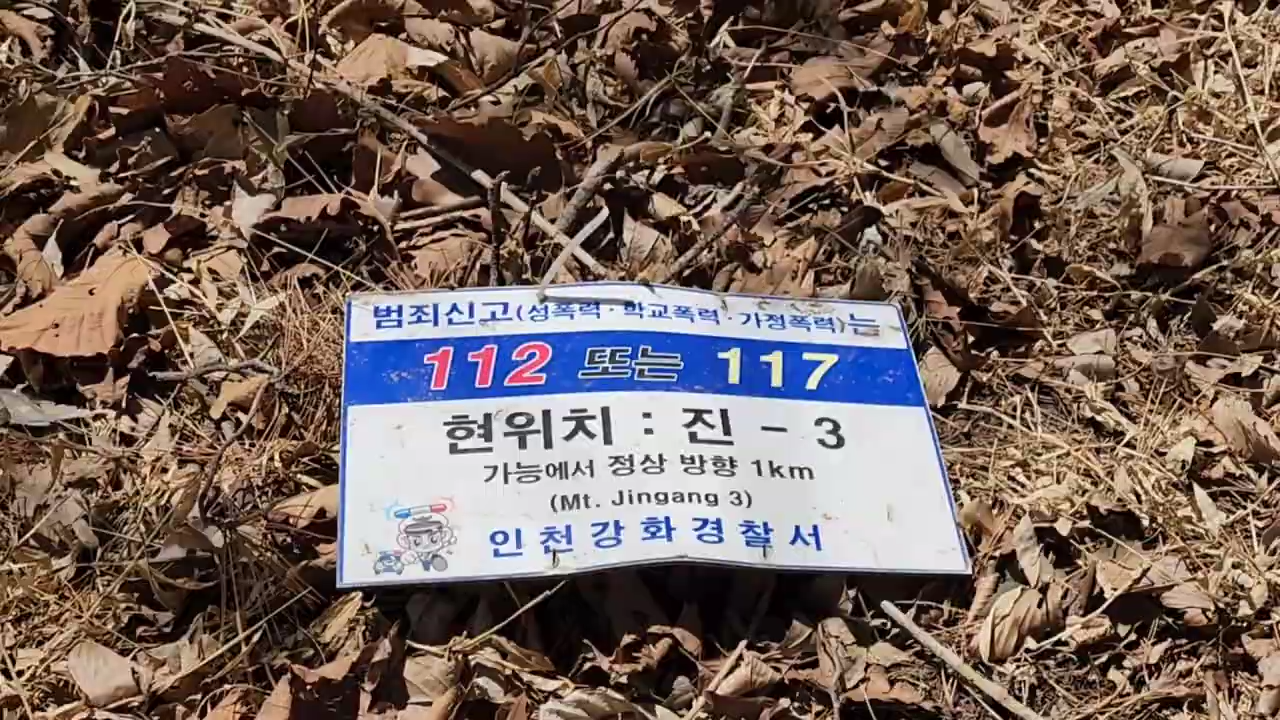 범죄신고(성폭력·학교폭력·가정폭력)는
112 또는 117
현위치 : 진 - 3
가능에서 정상 방향 1km
(Mt. Jingang 3)
인천강화경찰서